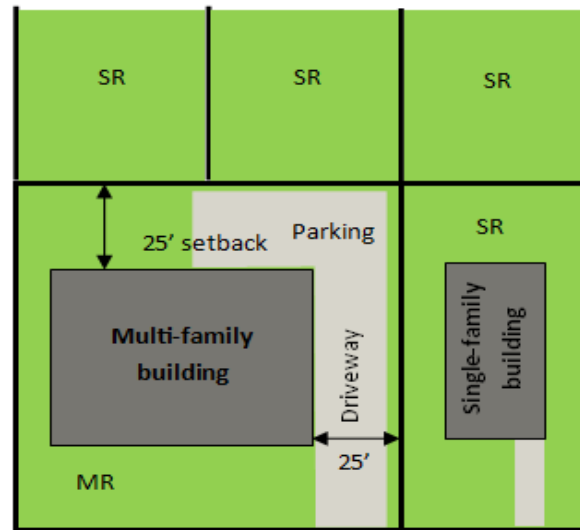 SR
SR
SR
25' setback
Parking
SR
Multi-family
building
Driveway
Single-family
building
25'
MR